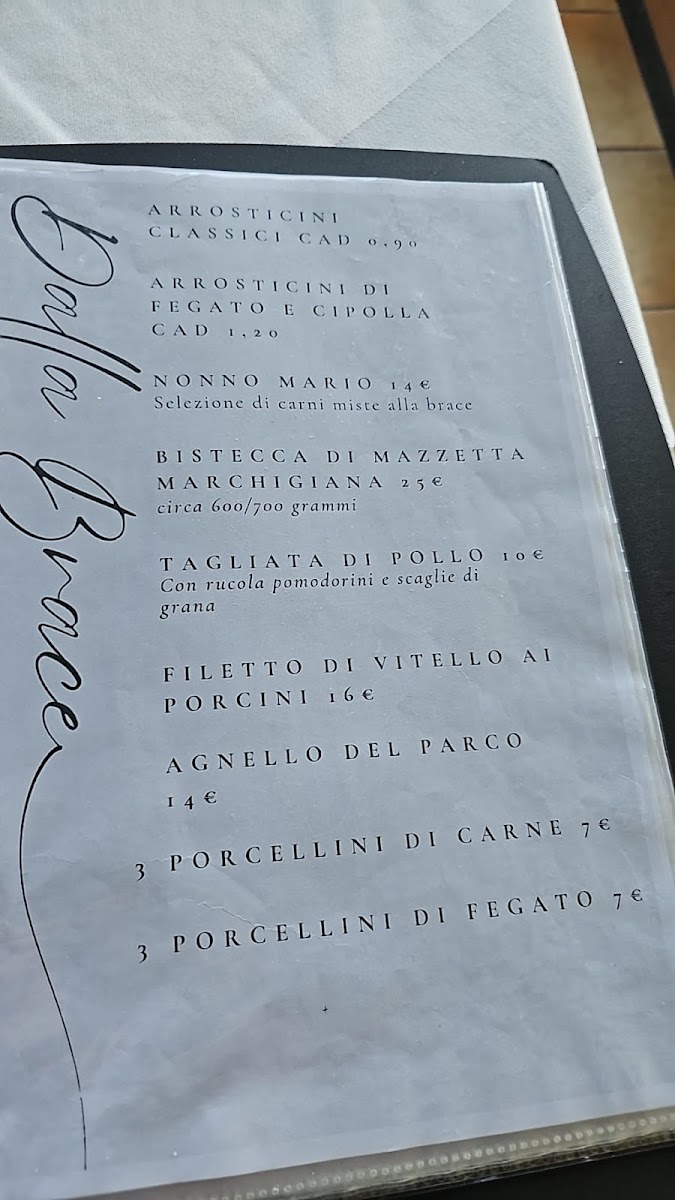 Dalla Brace
ARROSTICINI
CLASSICI CAD 0,90
ARROSTICINI DI
FEGATO E CIPOLLA
CAD 1,20
NONNO MARIO 14€
Selezione di carni miste alla brace
BISTECCA DI MAZZETTA
MARCHIGIANA 25€
circa 600/700 grammi
TAGLIATA DI POLLO 10€
Con rucola pomodorini e scaglie di
grana
FILETTO DI VITELLO AI
PORCINI 16€
AGNELLO DEL PARCO
14€
3 PORCELLINI DI CARNE 7€
3 PORCELLINI DI FEGATO 7€